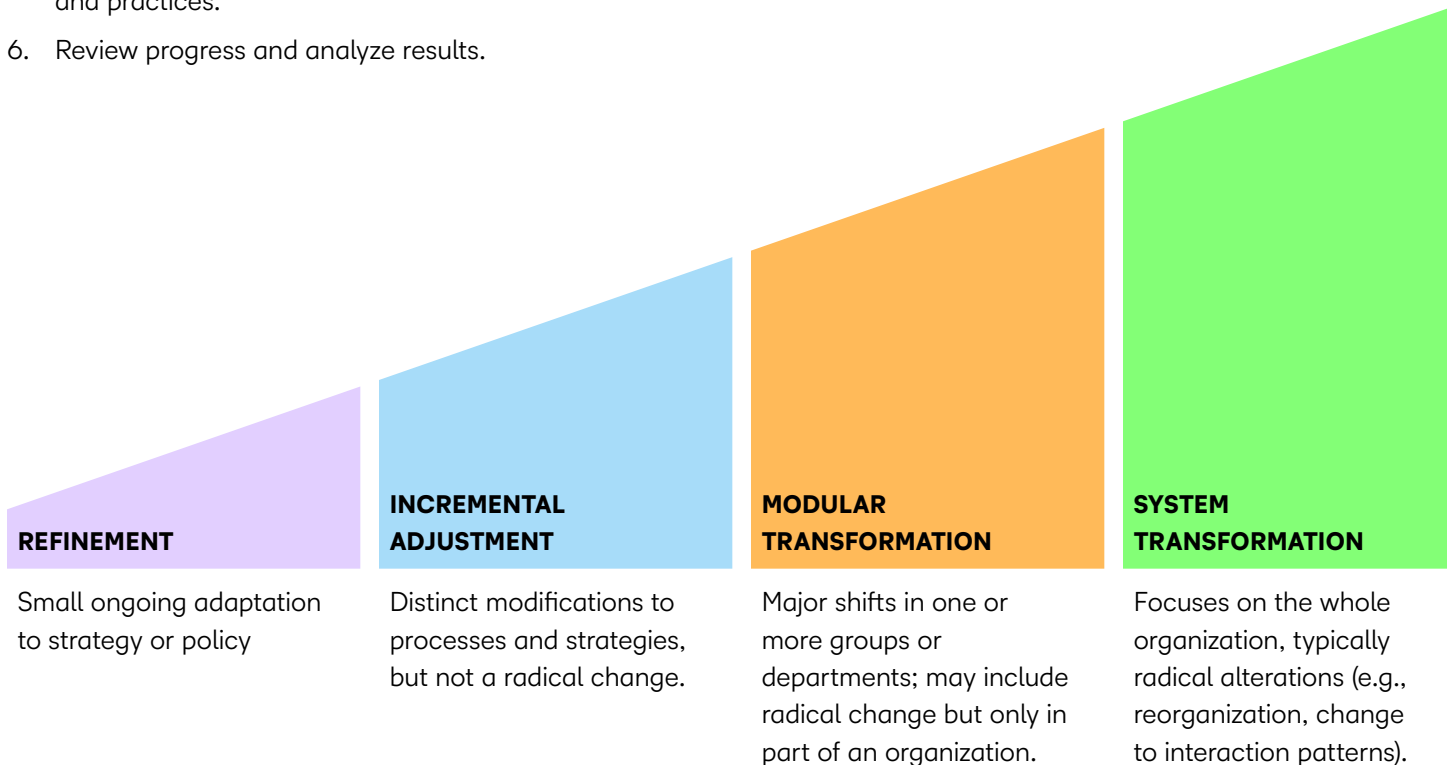 and practices.
6. Review progress and analyze results.
REFINEMENT
Small ongoing adaptation
to strategy or policy
INCREMENTAL
ADJUSTMENT
Distinct modifications to
processes and strategies,
but not a radical change.
MODULAR
TRANSFORMATION
Major shifts in one or
more groups or
departments; may include
radical change but only in
part of an organization.
SYSTEM
TRANSFORMATION
Focuses on the whole
organization, typically
radical alterations (e.g.,
reorganization, change
to interaction patterns).